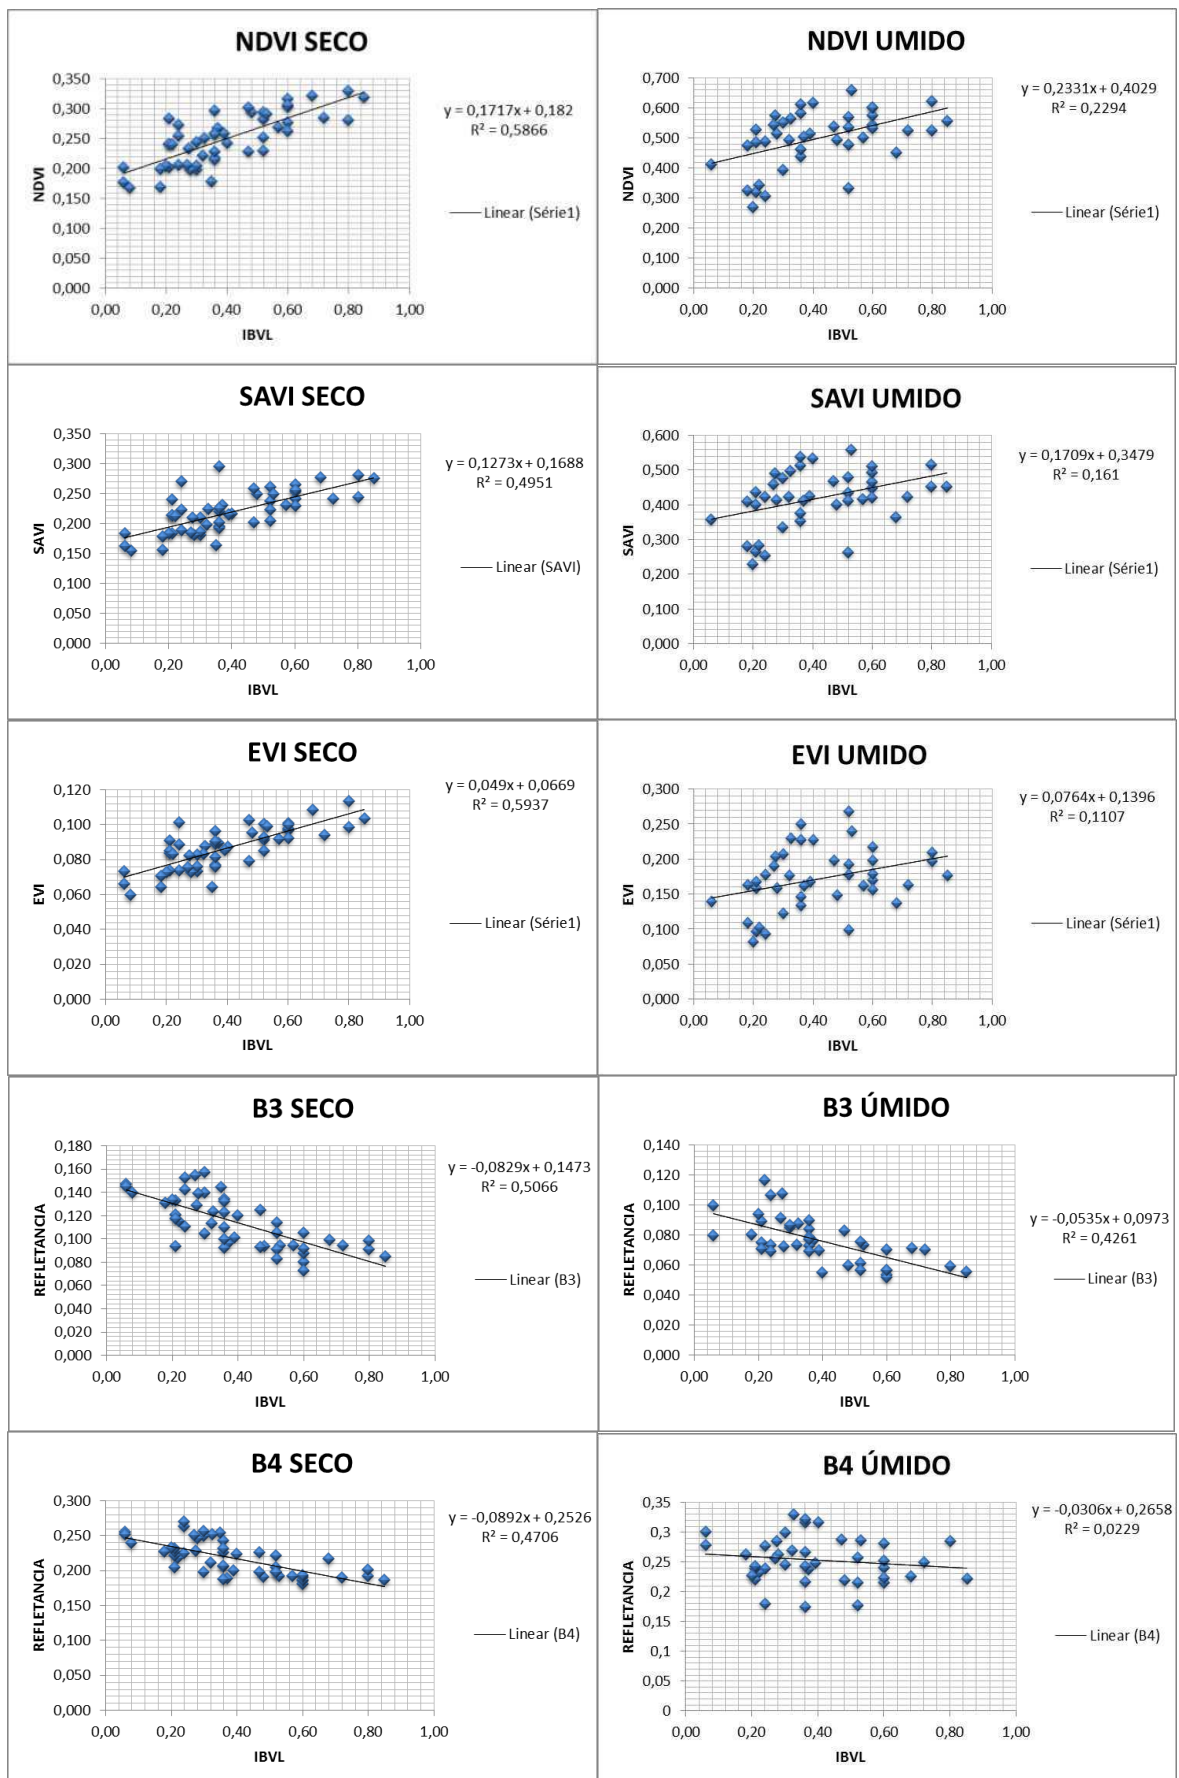 NDVI SECO
0,350
0,300
0,250
0,200
0,150
0,100
0,050
0,000
NDVI
0,00 0,20 0,40 0,60 0,80 1,00
IBVL
y = 0,1717x + 0,182
R² = 0,5866
Linear (Série1)
NDVI UMIDO
0,700
0,600
0,500
0,400
0,300
0,200
0,100
0,000
NDVI
0,00 0,20 0,40 0,60 0,80 1,00
IBVL
y = 0,2331x + 0,4029
R² = 0,2294
Linear (Série1)
SAVI SECO
0,350
0,300
0,250
0,200
0,150
0,100
0,050
0,000
SAVI
0,00 0,20 0,40 0,60 0,80 1,00
IBVL
y = 0,1273x + 0,1688
R² = 0,4951
Linear (SAVI)
SAVI UMIDO
0,600
0,500
0,400
0,300
0,200
0,100
0,000
SAVI
0,00 0,20 0,40 0,60 0,80 1,00
IBVL
y = 0,1709x + 0,3479
R² = 0,161
Linear (Série1)
EVI SECO
0,120
0,100
0,080
0,060
0,040
0,020
0,000
EVI
0,00 0,20 0,40 0,60 0,80 1,00
IBVL
y = 0,049x + 0,0669
R² = 0,5937
Linear (Série1)
EVI UMIDO
0,300
0,250
0,200
0,150
0,100
0,050
0,000
EVI
0,00 0,20 0,40 0,60 0,80 1,00
IBVL
y = 0,0764x + 0,1396
R² = 0,1107
Linear (Série1)
B3 SECO
0,180
0,160
0,140
0,120
0,100
0,080
0,060
0,040
0,020
0,000
REFLETANCIA
0,00 0,20 0,40 0,60 0,80 1,00
IBVL
y = -0,0829x + 0,1473
R² = 0,5066
Linear (B3)
B3 ÚMIDO
0,140
0,120
0,100
0,080
0,060
0,040
0,020
0,000
REFLETANCIA
0,00 0,20 0,40 0,60 0,80 1,00
IBVL
y = -0,0535x + 0,0973
R² = 0,4261
Linear (B3)
B4 SECO
0,300
0,250
0,200
0,150
0,100
0,050
0,000
REFLETANCIA
0,00 0,20 0,40 0,60 0,80 1,00
IBVL
y = -0,0892x + 0,2526
R² = 0,4706
Linear (B4)
B4 ÚMIDO
0,35
0,3
0,25
0,2
0,15
0,1
0,05
0
REFLETANCIA
0,00 0,20 0,40 0,60 0,80 1,00
IBVL
y = -0,0306x + 0,2658
R² = 0,0229
Linear (B4)